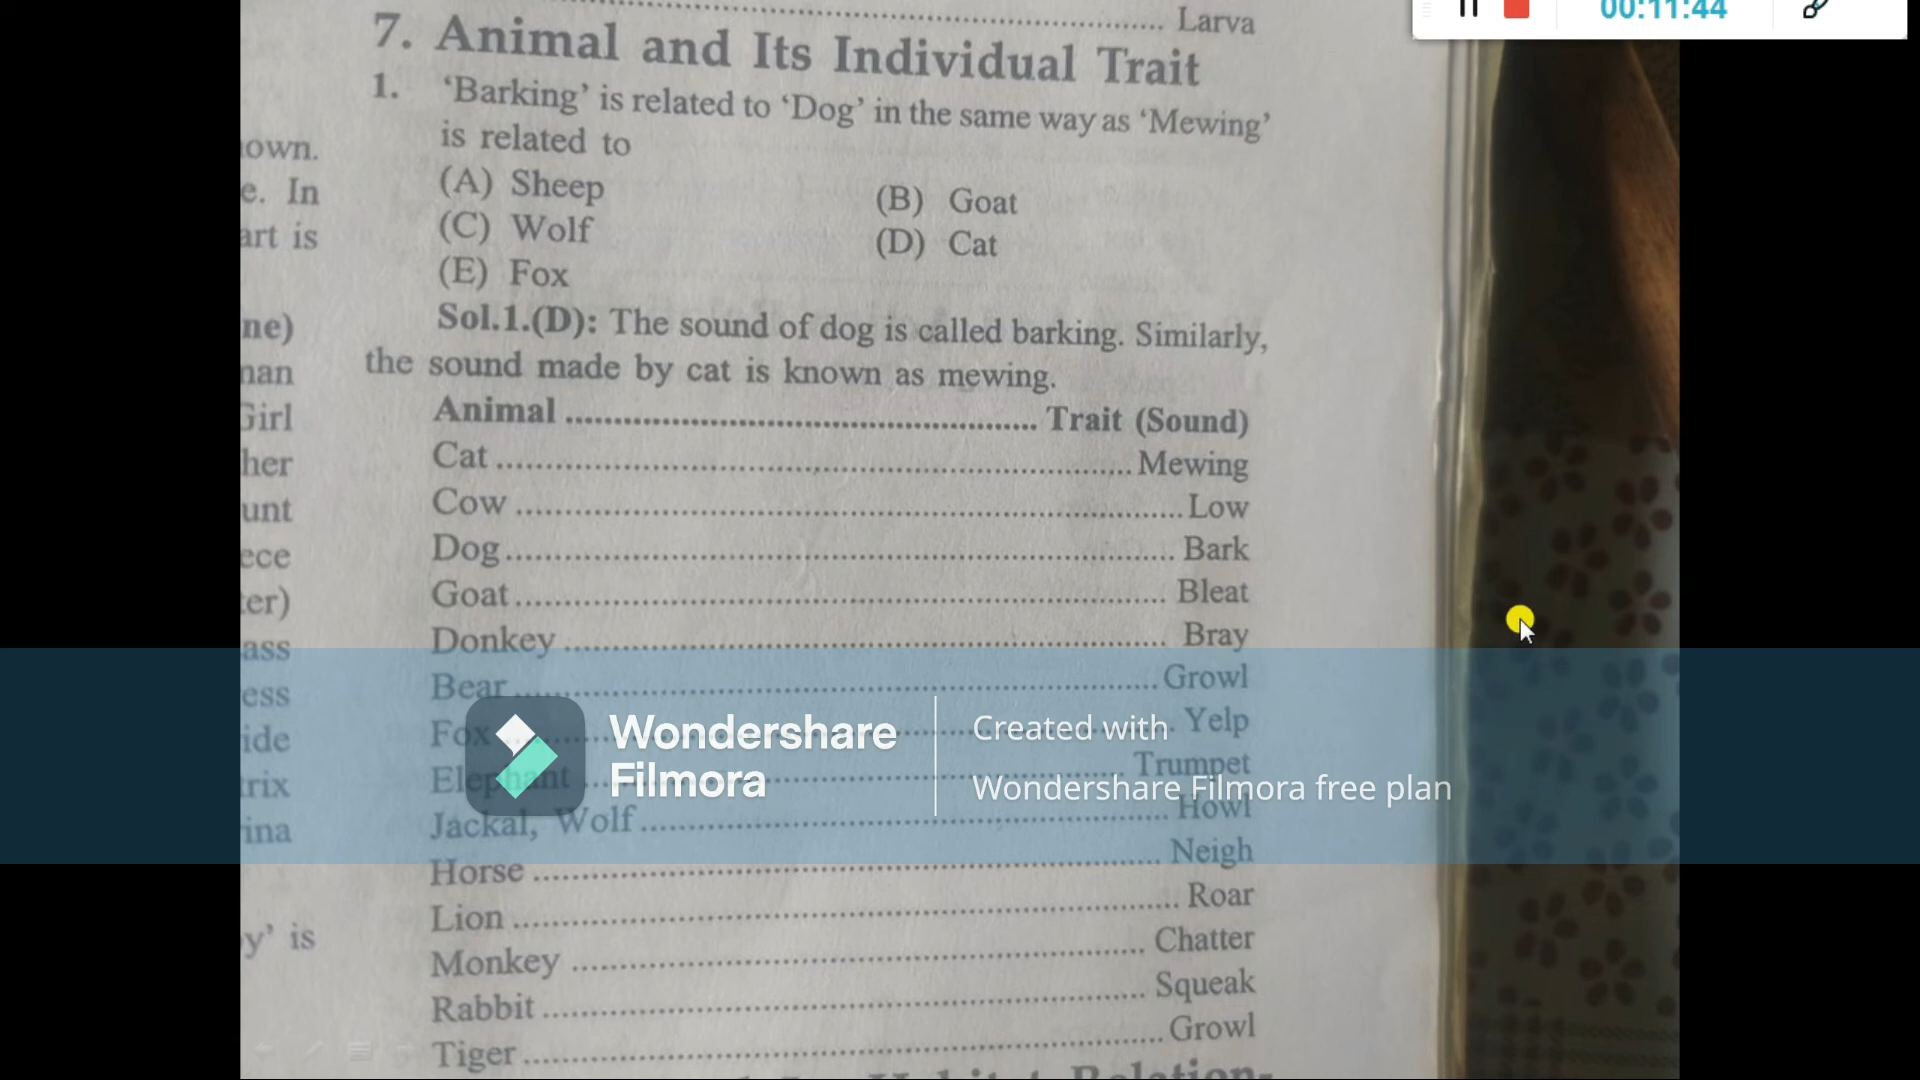 Larva
00:11:44
7. Animal and Its Individual Trait
1. ‘Barking’ is related to ‘Dog’ in the same way as ‘Mewing’
is related to
(A) Sheep (B) Goat
(C) Wolf (D) Cat
(E) Fox
Sol.1.(D): The sound of dog is called barking. Similarly,
the sound made by cat is known as mewing.
Animal ........ Trait (Sound)
Cat ........ Mewing
Cow ........ Low
Dog ........ Bark
Goat ........ Bleat
Donkey ........ Bray
Bear ........ Growl
Fox ........ Yelp
Elephant ........ Trumpet
Jackal, Wolf ........ Howl
Horse ........ Neigh
Lion ........ Roar
Monkey ........ Chatter
Rabbit ........ Squeak
Tiger ........ Growl
own.
e. In
art is
ne)
nan
Girl
her
unt
ece
ter)
ass
ess
ide
trix
rina
y’ is
Wondershare
Filmora
Created with
Wondershare Filmora free plan